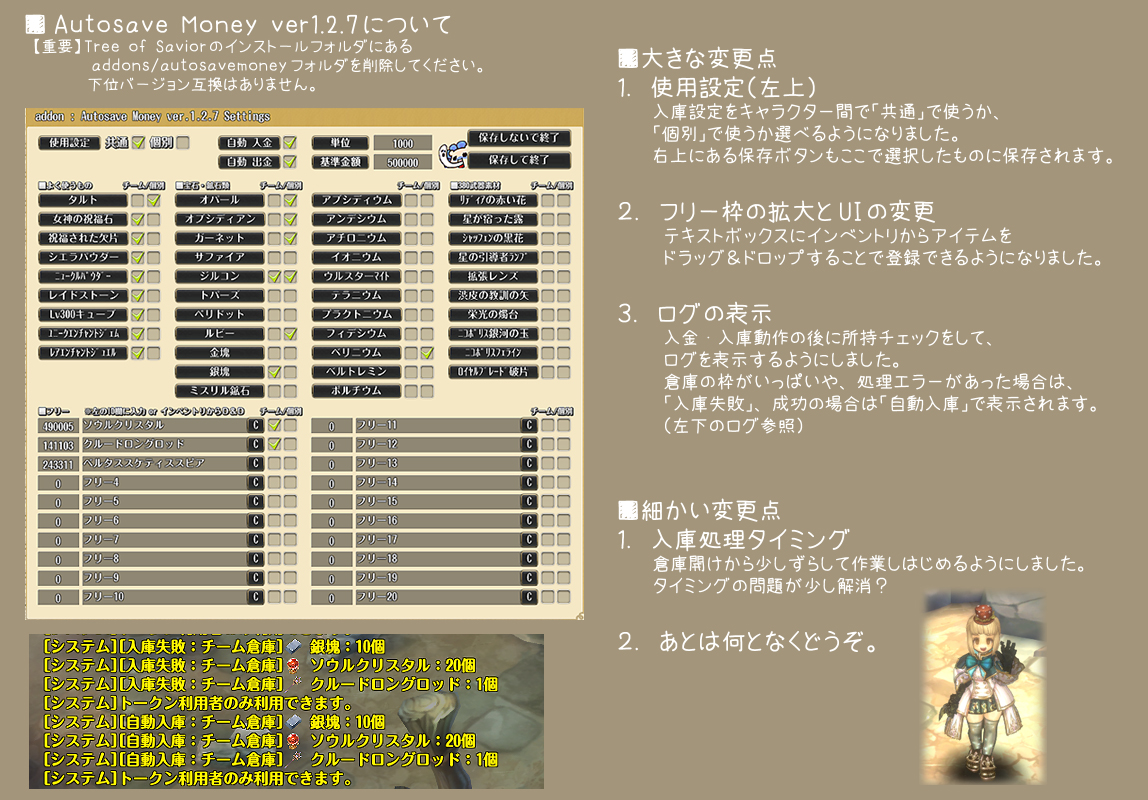 ■ Autosave Money ver1.2.7について
【重要】Tree of Saviorのインストールフォルダにある
addons/autosavemoneyフォルダを削除してください。
下位バージョン互換はありません。
addon : Autosave Money ver.1.2.7 Settings
使用設定 共通 個別 自動 入金 単位 1000 保存しないで終了
自動 出金 基準金額 500000 保存して終了
■よく使うもの チーム/個別 ■宝石・鉱石類 チーム/個別 チーム/個別 ■380武器素材 チーム/個別
タルト オパール アブシディウム リディアの赤い花
女神の祝福石 オブシディアン アンデシウム 星が宿った露
祝福された欠片 ガーネット アチロニウム シャッフェンの黒花
シエラパウダー サファイア イオニウム 星の引導者ランプ
ニュークルパウダー ジルコン ウルスターマイト 拡張レンズ
レイドストーン トパーズ テラニウム 渋皮の教訓の矢
Lv300キューブ ペリドット プラクトニウム 栄光の燭台
ユニークエンチャントジェム ルビー フィデシウム ニコポリス銀河の玉
レアエンチャントジュエル 金塊 ペリニウム ニコポリスフェライン
銀塊 ベルトレミン ロイヤルブレード破片
ミスリル鉱石 ポルチウム
■フリー ※左のID欄に入力 or インベントリからD&D チーム/個別 チーム/個別
490005 ソウルクリスタル C 0 フリー11 C
141103 クルードロングロッド C 0 フリー12 C
243311 ベルタススケティススピア C 0 フリー13 C
0 フリー4 C 0 フリー14 C
0 フリー5 C 0 フリー15 C
0 フリー6 C 0 フリー16 C
0 フリー7 C 0 フリー17 C
0 フリー8 C 0 フリー18 C
0 フリー9 C 0 フリー19 C
0 フリー10 C 0 フリー20 C
[システム][入庫失敗:チーム倉庫] 銀塊:10個
[システム][入庫失敗:チーム倉庫] ソウルクリスタル:20個
[システム][入庫失敗:チーム倉庫] クルードロングロッド:1個
[システム]トークン利用者のみ利用できます。
[システム][自動入庫:チーム倉庫] 銀塊:10個
[システム][自動入庫:チーム倉庫] ソウルクリスタル:20個
[システム][自動入庫:チーム倉庫] クルードロングロッド:1個
[システム]トークン利用者のみ利用できます。
■大きな変更点
1. 使用設定(左上)
入庫設定をキャラクター間で「共通」で使うか、
「個別」で使うか選べるようになりました。
右上にある保存ボタンもここで選択したものに保存されます。
2. フリー枠の拡大とUIの変更
テキストボックスにインベントリからアイテムを
ドラッグ&ドロップすることで登録できるようになりました。
3. ログの表示
入金・入庫動作の後に所持チェックをして、
ログを表示するようにしました。
倉庫の枠がいっぱいや、処理エラーがあった場合は、
「入庫失敗」、成功の場合は「自動入庫」で表示されます。
(左下のログ参照)
■細かい変更点
1. 入庫処理タイミング
倉庫開けから少しずらして作業しはじめるようにしました。
タイミングの問題が少し解消?
2. あとは何となくどうぞ。